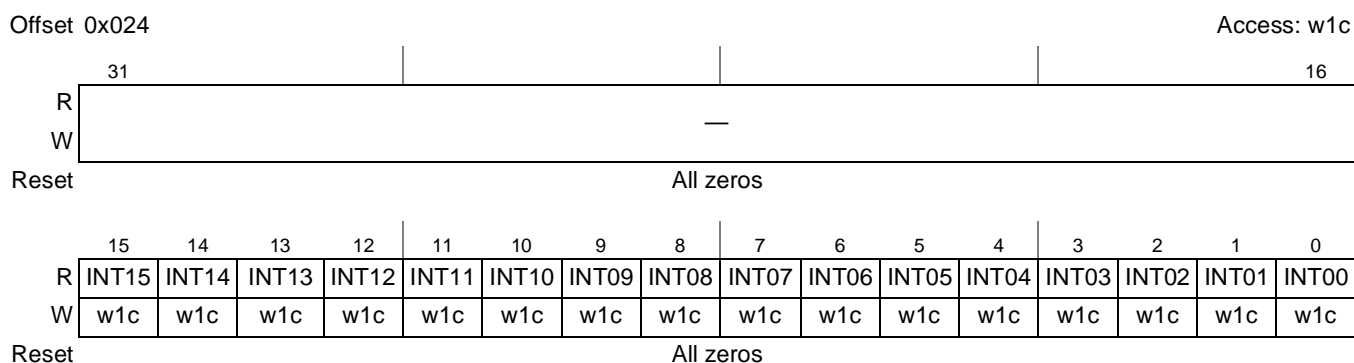 Offset 0x024 Access: w1c
31 16
R
—
W
Reset All zeros
15 14 13 12 11 10 9 8 7 6 5 4 3 2 1 0
R INT15 INT14 INT13 INT12 INT11 INT10 INT09 INT08 INT07 INT06 INT05 INT04 INT03 INT02 INT01 INT00
W w1c w1c w1c w1c w1c w1c w1c w1c w1c w1c w1c w1c w1c w1c w1c w1c
Reset All zeros